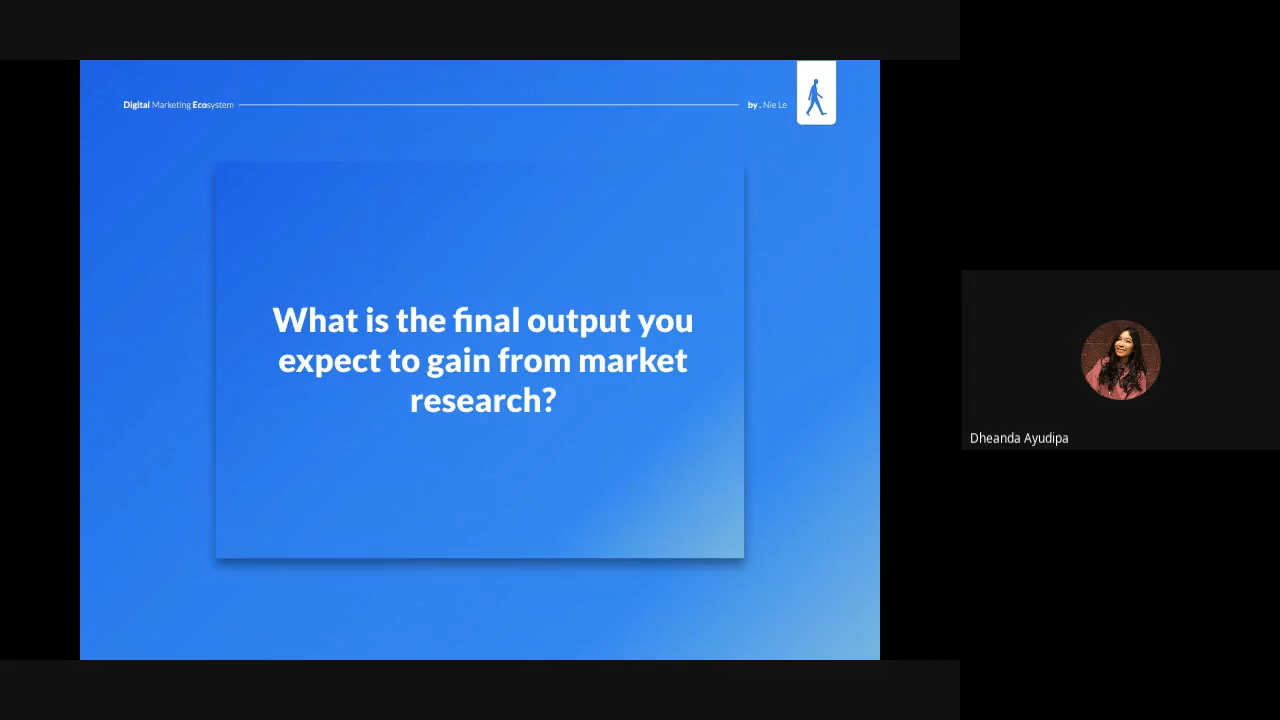 Digital Marketing Ecosystem
by . Nie Le
What is the final output you
expect to gain from market
research?
Dheanda Ayudipa